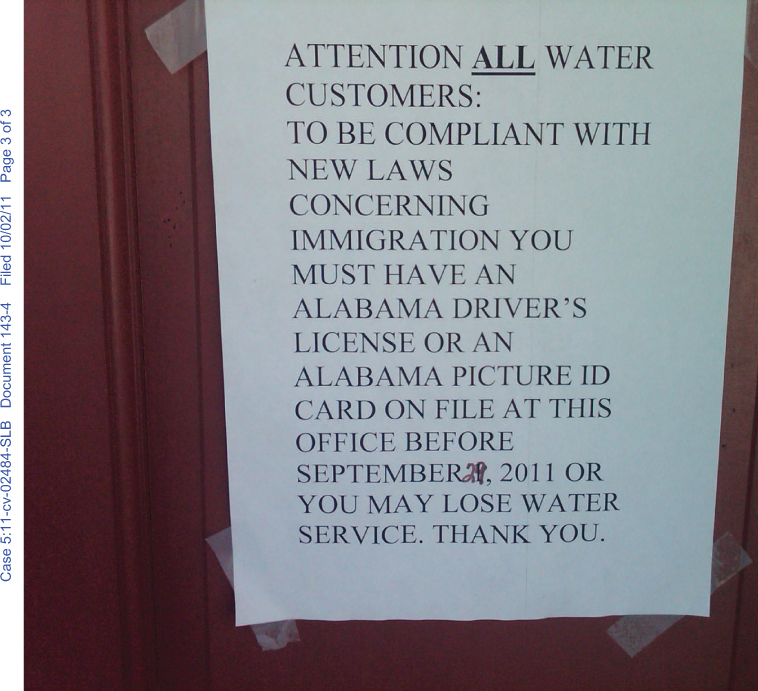 Case 5:11-cv-02484-SLB Document 143-4 Filed 10/02/11 Page 3 of 3
ATTENTION ALL WATER
CUSTOMERS:
TO BE COMPLIANT WITH
NEW LAWS
CONCERNING
IMMIGRATION YOU
MUST HAVE AN
ALABAMA DRIVER'S
LICENSE OR AN
ALABAMA PICTURE ID
CARD ON FILE AT THIS
OFFICE BEFORE
SEPTEMBER 29, 2011 OR
YOU MAY LOSE WATER
SERVICE. THANK YOU.